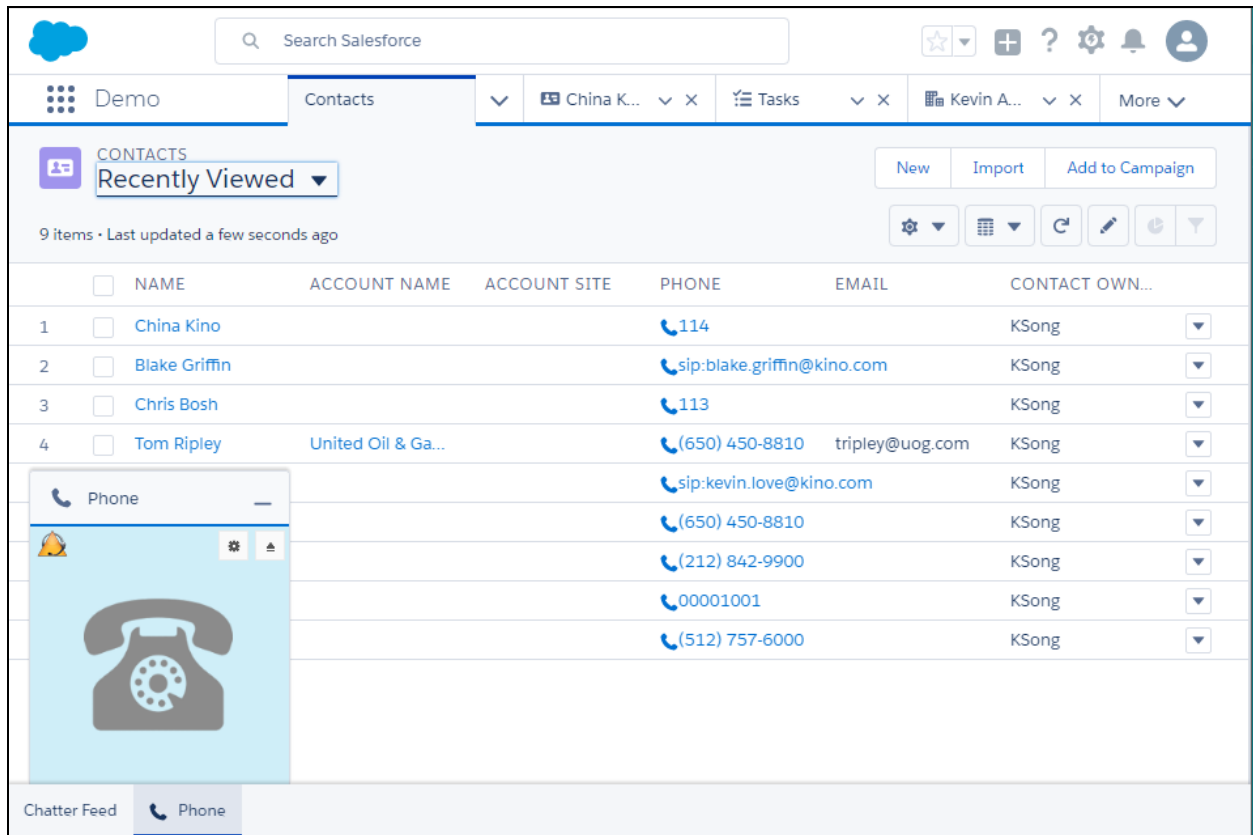 Search Salesforce
Demo Contacts China K... Tasks Kevin A... More
CONTACTS
Recently Viewed
New Import Add to Campaign
9 items • Last updated a few seconds ago
NAME ACCOUNT NAME ACCOUNT SITE PHONE EMAIL CONTACT OWN...
1 China Kino 114 KSong
2 Blake Griffin sip:blake.griffin@kino.com KSong
3 Chris Bosh 113 KSong
4 Tom Ripley United Oil & Ga... (650) 450-8810 tripley@uog.com KSong
sip:kevin.love@kino.com KSong
(650) 450-8810 KSong
(212) 842-9900 KSong
00001001 KSong
(512) 757-6000 KSong
Phone
Chatter Feed Phone